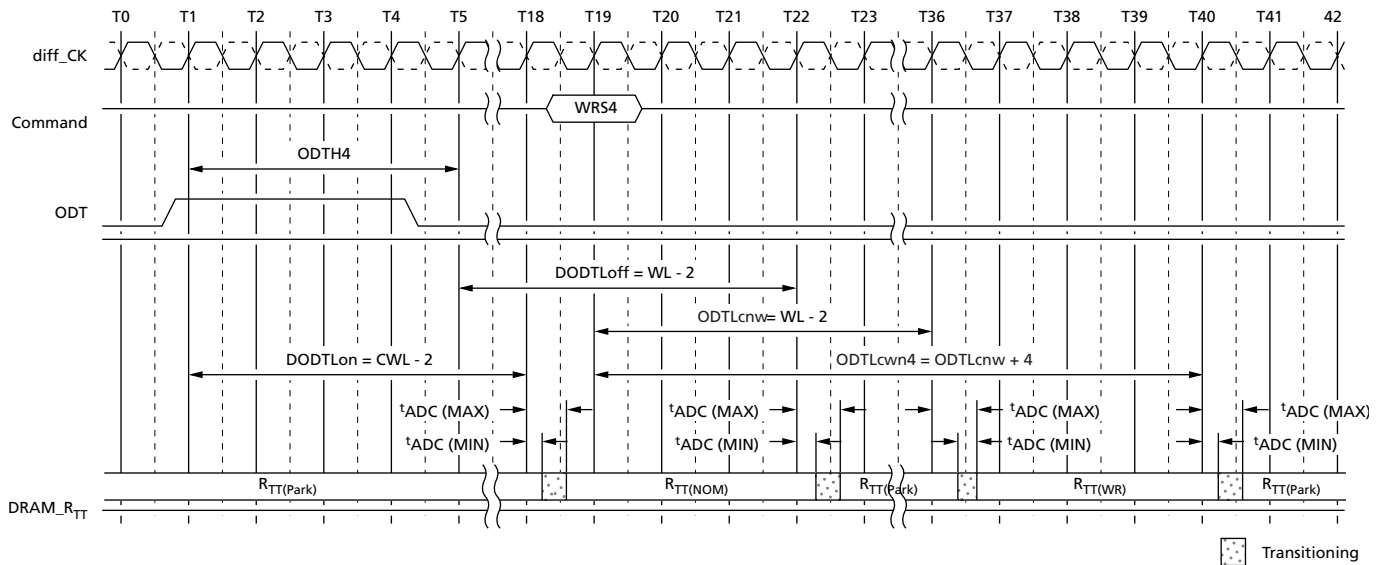 T0 T1 T2 T3 T4 T5 T18 T19 T20 T21 T22 T23 T36 T37 T38 T39 T40 T41 42
diff_CK
WRS4
Command
ODTH4
ODT
DODTLoff = WL - 2
ODTLcnw= WL - 2
DODTLon = CWL - 2 ODTLcwn4 = ODTLcnw + 4
tADC (MAX) tADC (MAX) tADC (MAX) tADC (MAX)
tADC (MIN) tADC (MIN) tADC (MIN) tADC (MIN)
RTT(Park) RTT(NOM) RTT(Park) RTT(WR) RTT(Park)
DRAM_RTT
Transitioning